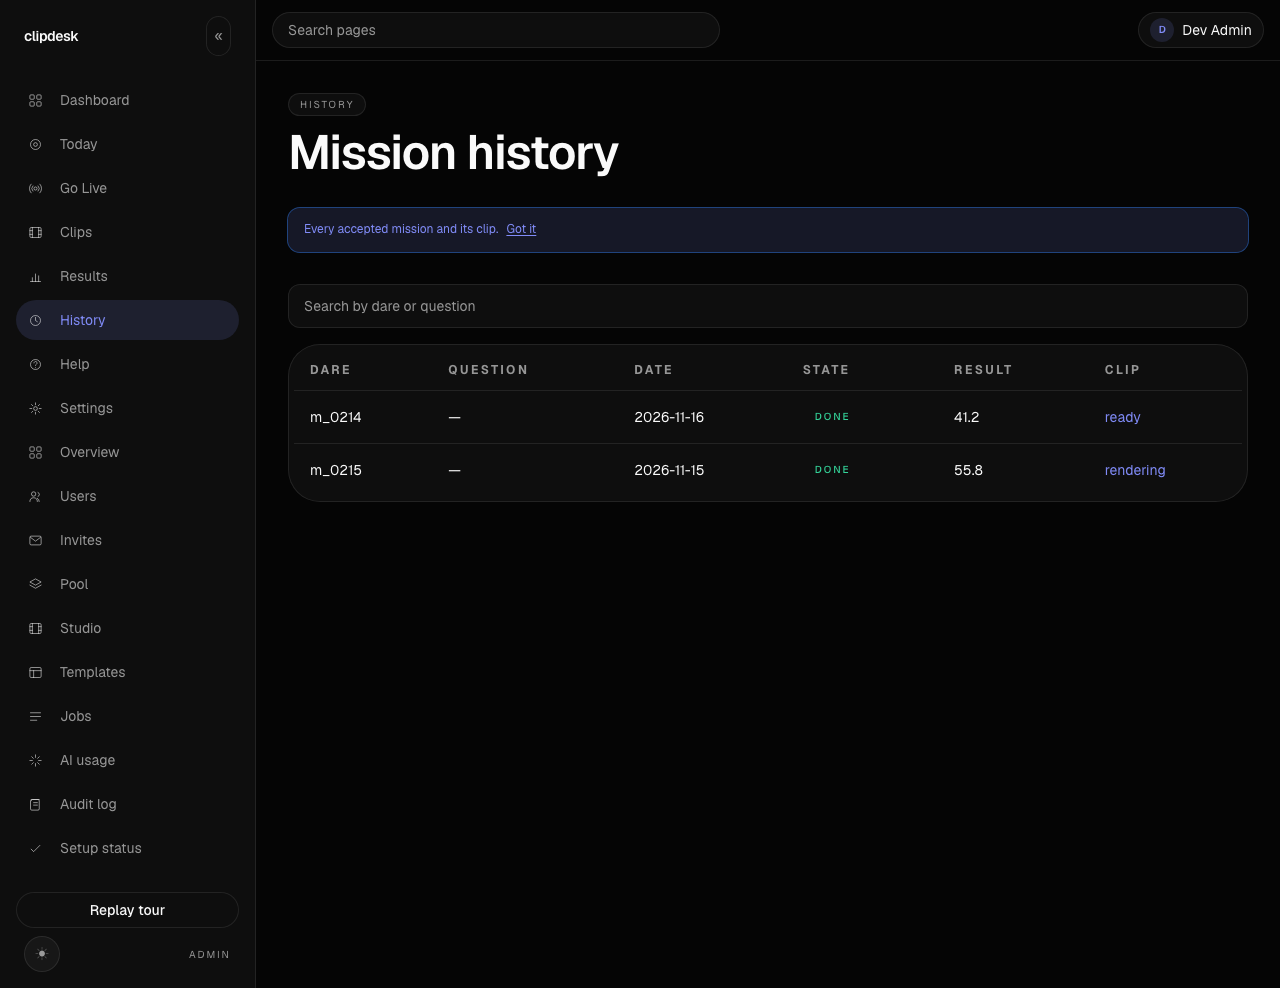 clipdesk
«
Search pages
D Dev Admin
Dashboard
Today
Go Live
Clips
Results
History
Help
Settings
Overview
Users
Invites
Pool
Studio
Templates
Jobs
AI usage
Audit log
Setup status
Replay tour
ADMIN
HISTORY
Mission history
Every accepted mission and its clip. Got it
Search by dare or question
DARE QUESTION DATE STATE RESULT CLIP
m_0214 — 2026-11-16 DONE 41.2 ready
m_0215 — 2026-11-15 DONE 55.8 rendering